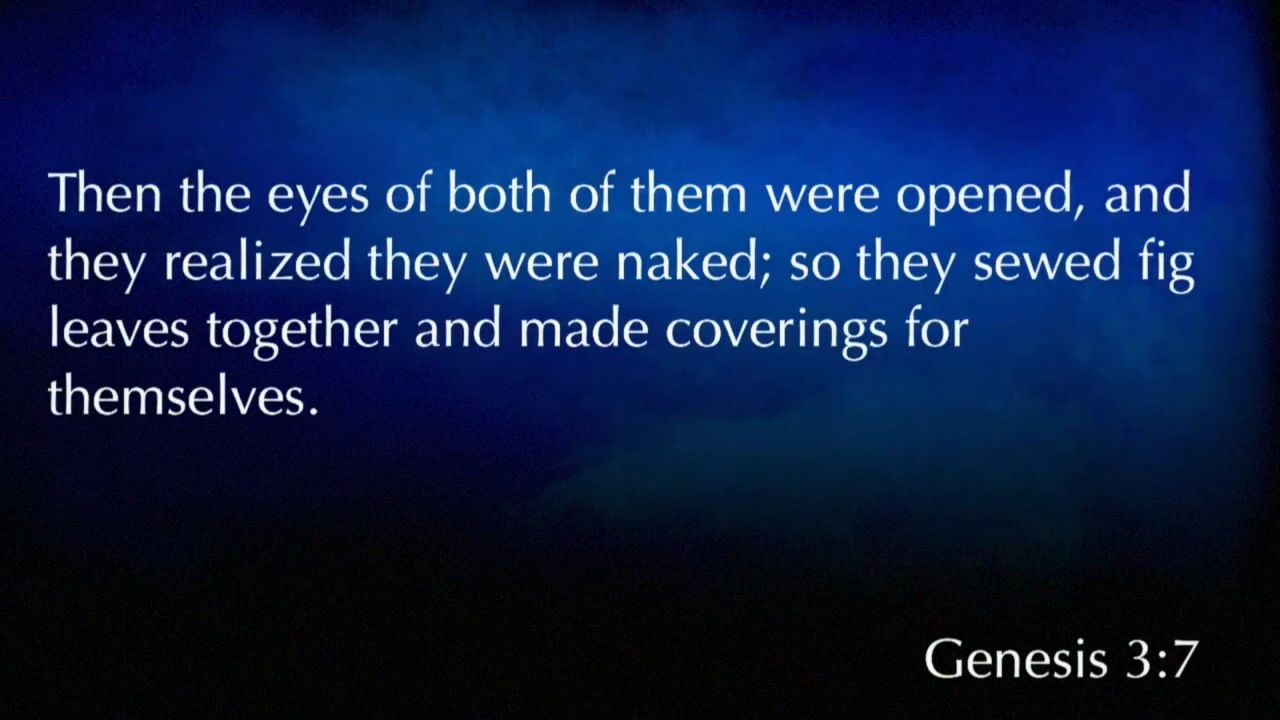 Then the eyes of both of them were opened, and
they realized they were naked; so they sewed fig
leaves together and made coverings for
themselves.
Genesis 3:7